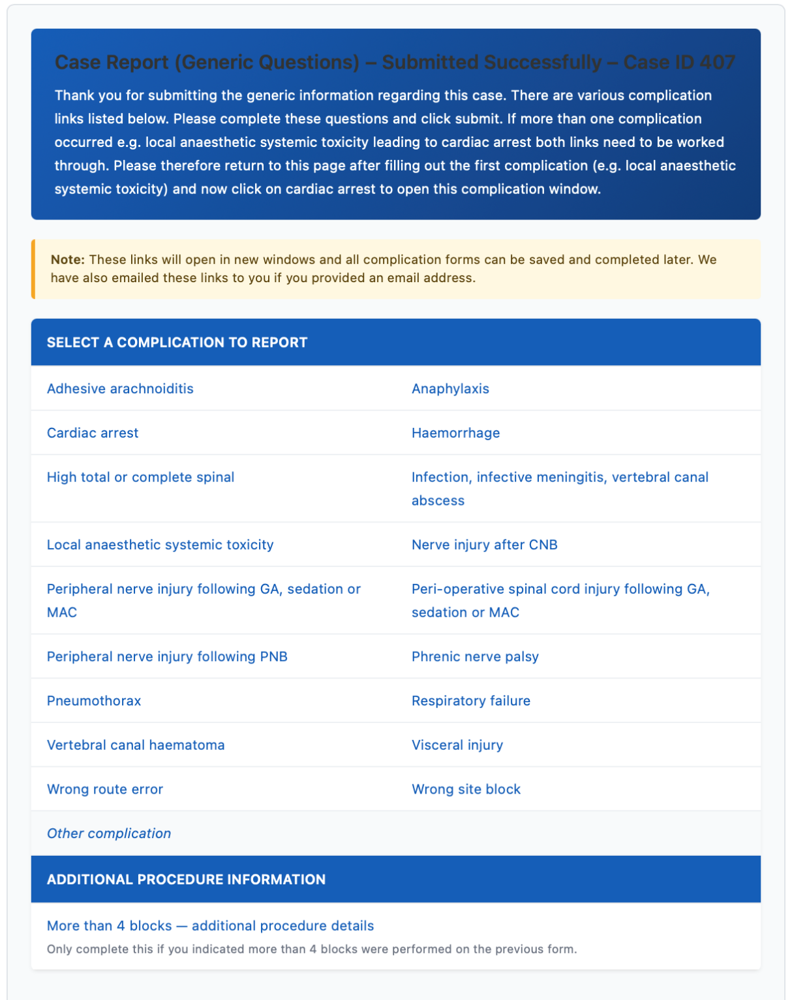 Case Report (Generic Questions) – Submitted Successfully – Case ID 407
Thank you for submitting the generic information regarding this case. There are various complication
links listed below. Please complete these questions and click submit. If more than one complication
occurred e.g. local anaesthetic systemic toxicity leading to cardiac arrest both links need to be worked
through. Please therefore return to this page after filling out the first complication (e.g. local anaesthetic
systemic toxicity) and now click on cardiac arrest to open this complication window.
Note: These links will open in new windows and all complication forms can be saved and completed later. We
have also emailed these links to you if you provided an email address.
SELECT A COMPLICATION TO REPORT
Adhesive arachnoiditis
Anaphylaxis
Cardiac arrest
Haemorrhage
High total or complete spinal
Infection, infective meningitis, vertebral canal
abscess
Local anaesthetic systemic toxicity
Nerve injury after CNB
Peripheral nerve injury following GA, sedation or
MAC
Peri-operative spinal cord injury following GA,
sedation or MAC
Peripheral nerve injury following PNB
Phrenic nerve palsy
Pneumothorax
Respiratory failure
Vertebral canal haematoma
Visceral injury
Wrong route error
Wrong site block
Other complication
ADDITIONAL PROCEDURE INFORMATION
More than 4 blocks — additional procedure details
Only complete this if you indicated more than 4 blocks were performed on the previous form.